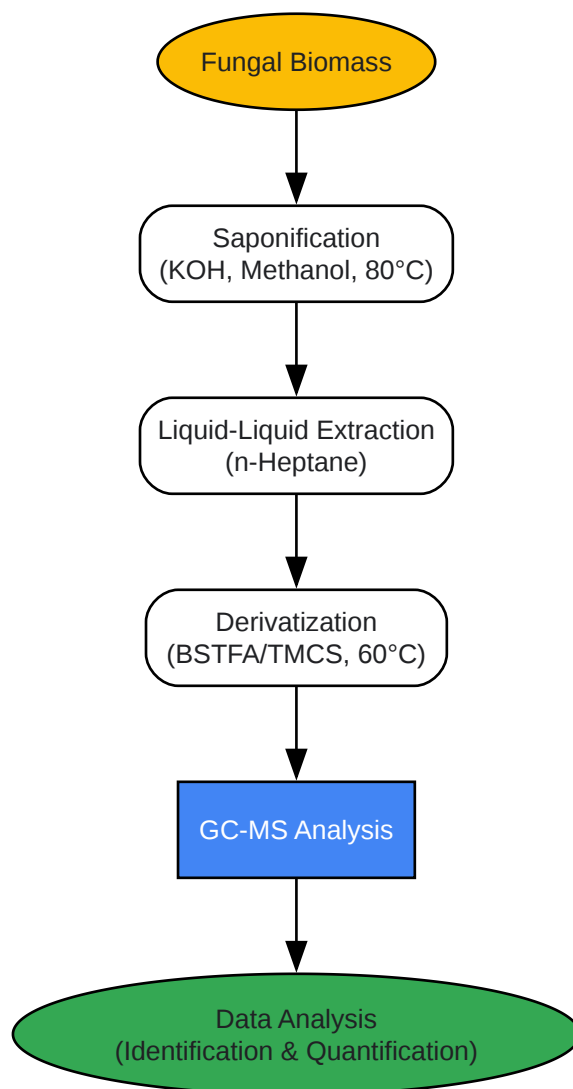 Fungal Biomass
Saponification
(KOH, Methanol, 80°C)
Liquid-Liquid Extraction
(n-Heptane)
Derivatization
(BSTFA/TMCS, 60°C)
GC-MS Analysis
Data Analysis
(Identification & Quantification)